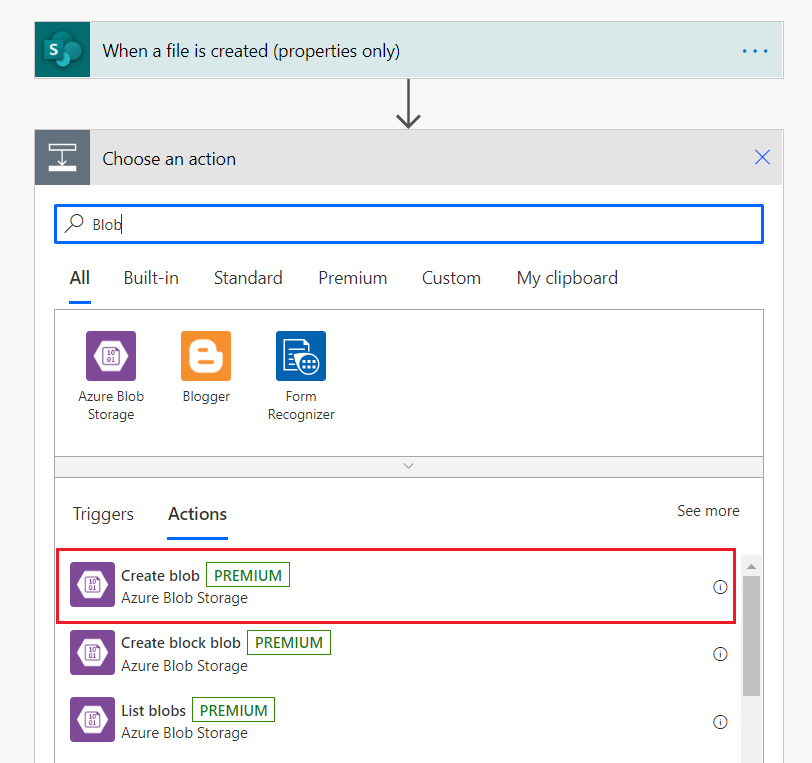 When a file is created (properties only)
Choose an action
Blob
All Built-in Standard Premium Custom My clipboard
Azure Blob Storage
Blogger
Form Recognizer
Triggers Actions See more
Create blob PREMIUM
Azure Blob Storage
Create block blob PREMIUM
Azure Blob Storage
List blobs PREMIUM
Azure Blob Storage